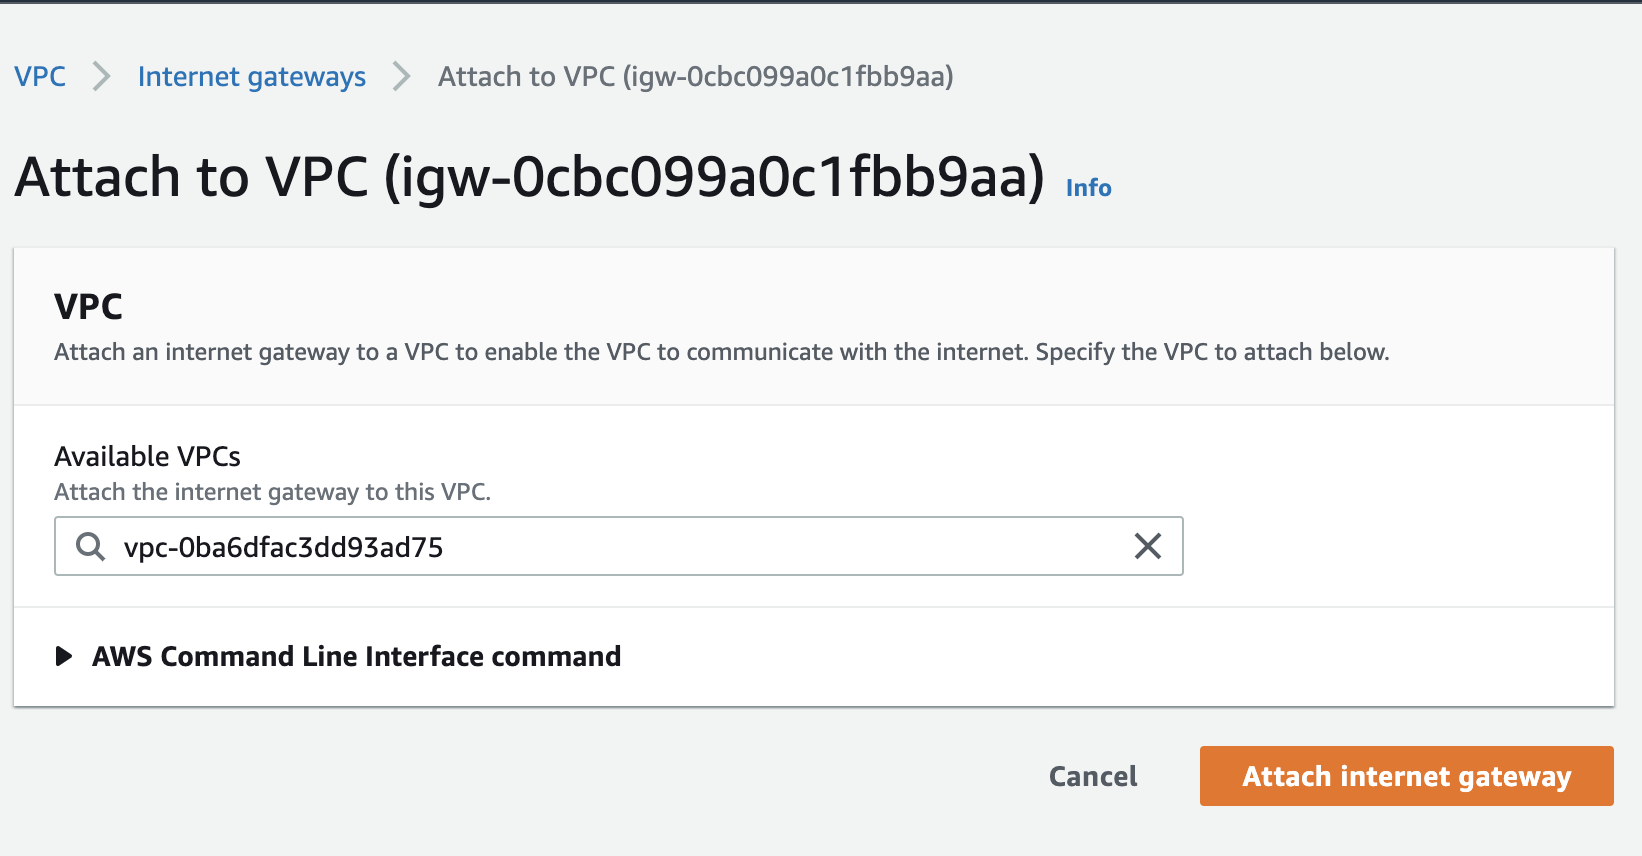 VPC Internet gateways Attach to VPC (igw-0cbc099a0c1fbb9aa)
Attach to VPC (igw-0cbc099a0c1fbb9aa) Info
VPC
Attach an internet gateway to a VPC to enable the VPC to communicate with the internet. Specify the VPC to attach below.
Available VPCs
Attach the internet gateway to this VPC.
vpc-0ba6dfac3dd93ad75
AWS Command Line Interface command
Cancel Attach internet gateway